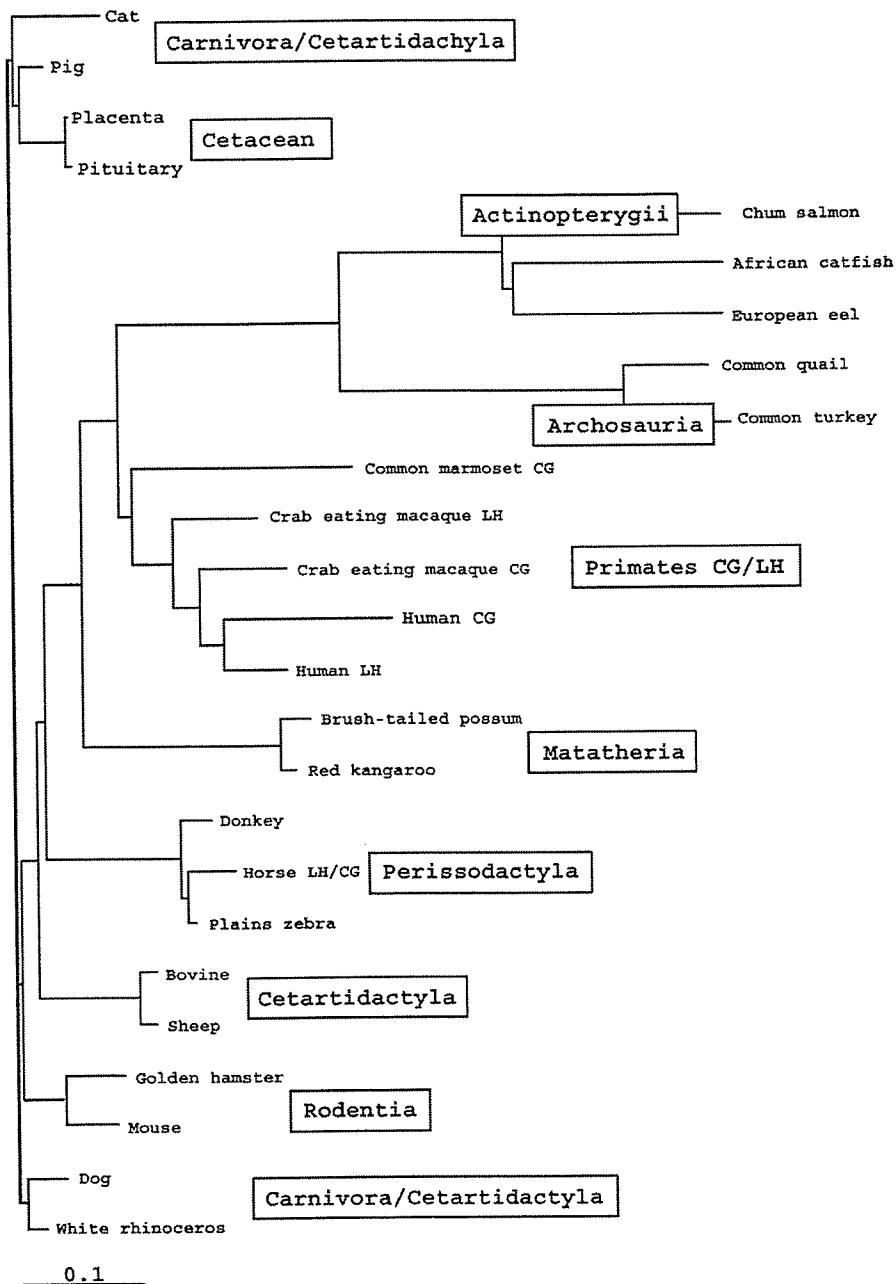 Cat
Carnivora/Cetartidachyla
Pig
Placenta
Cetacean
Pituitary
Actinopterygii
Chum salmon
African catfish
European eel
Common quail
Archosauria
Common turkey
Common marmoset CG
Crab eating macaque LH
Crab eating macaque CG
Primates CG/LH
Human CG
Human LH
Brush-tailed possum
Matatheria
Red kangaroo
Donkey
Horse LH/CG
Perissodactyla
Plains zebra
Bovine
Cetartidactyla
Sheep
Golden hamster
Rodentia
Mouse
Dog
Carnivora/Cetartidactyla
White rhinoceros
0.1